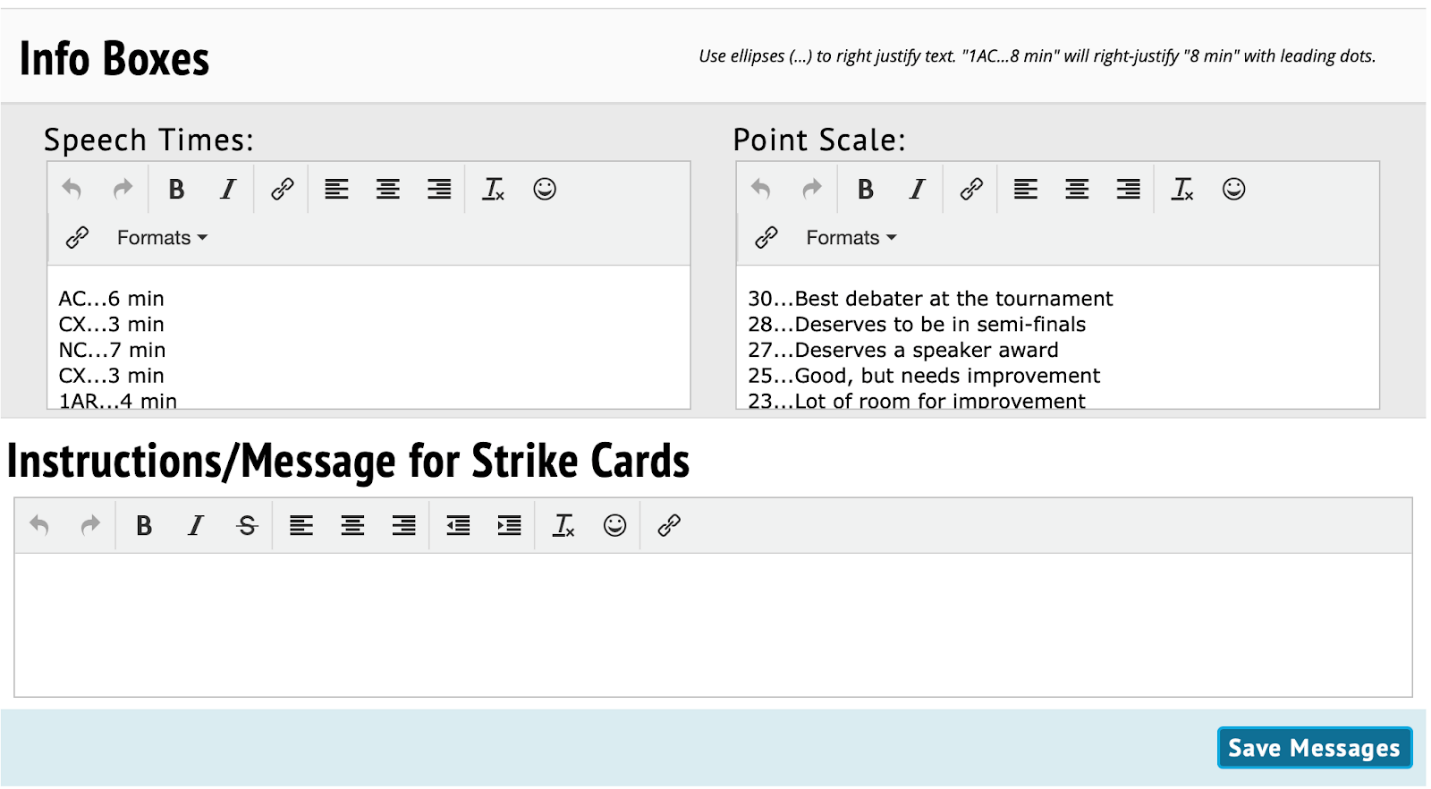 Info Boxes
Use ellipses (...) to right justify text. "1AC...8 min" will right-justify "8 min" with leading dots.
Speech Times:
B I
Formats
AC...6 min
CX...3 min
NC...7 min
CX...3 min
1AR...4 min
Point Scale:
B I
Formats
30...Best debater at the tournament
28...Deserves to be in semi-finals
27...Deserves a speaker award
25...Good, but needs improvement
23...Lot of room for improvement
Instructions/Message for Strike Cards
B I S
Save Messages